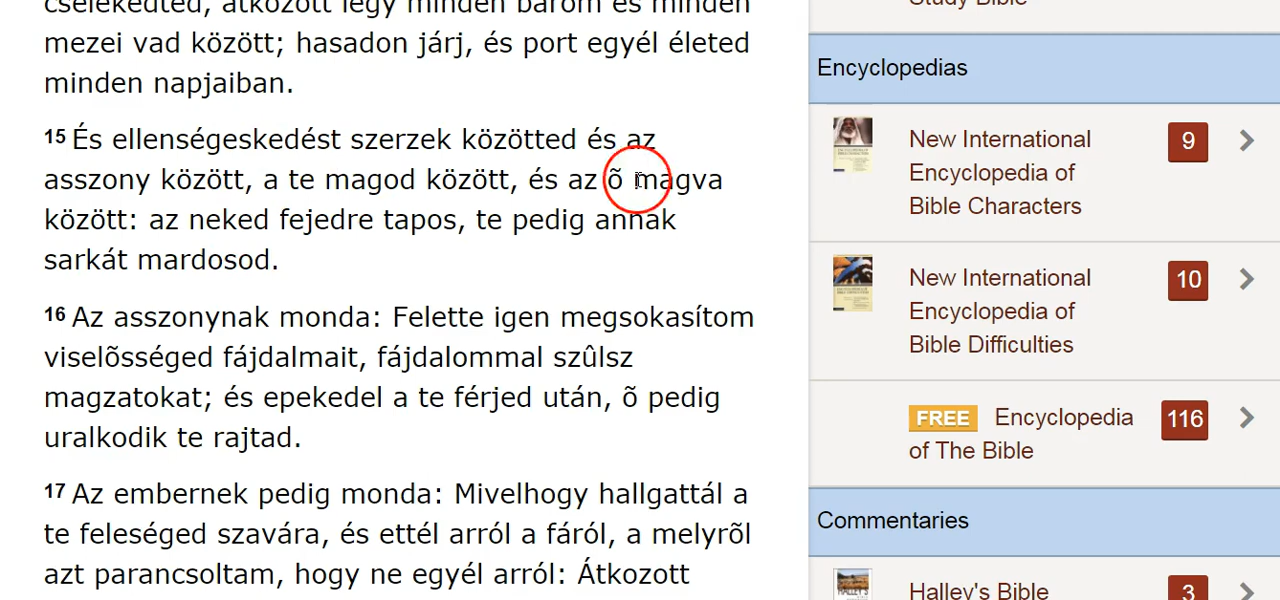 cselekedted, átkozott légy minden barom és minden
mezei vad között; hasadon járj, és port egyél életed
minden napjaiban.
15 És ellenségeskedést szerzek közötted és az
asszony között, a te magod között, és az õ magva
között: az neked fejedre tapos, te pedig annak
sarkát mardosod.
16 Az asszonynak monda: Felette igen megsokasítom
viselõsséged fájdalmait, fájdalommal szûlsz
magzatokat; és epekedel a te férjed után, õ pedig
uralkodik te rajtad.
17 Az embernek pedig monda: Mivelhogy hallgattál a
te feleséged szavára, és ettél arról a fáról, a melyrõl
azt parancsoltam, hogy ne egyél arról: Átkozott
Study Bible
Encyclopedias
New International
Encyclopedia of
Bible Characters
9
New International
Encyclopedia of
Bible Difficulties
10
FREE Encyclopedia
of The Bible
116
Commentaries
Halley's Bible
3